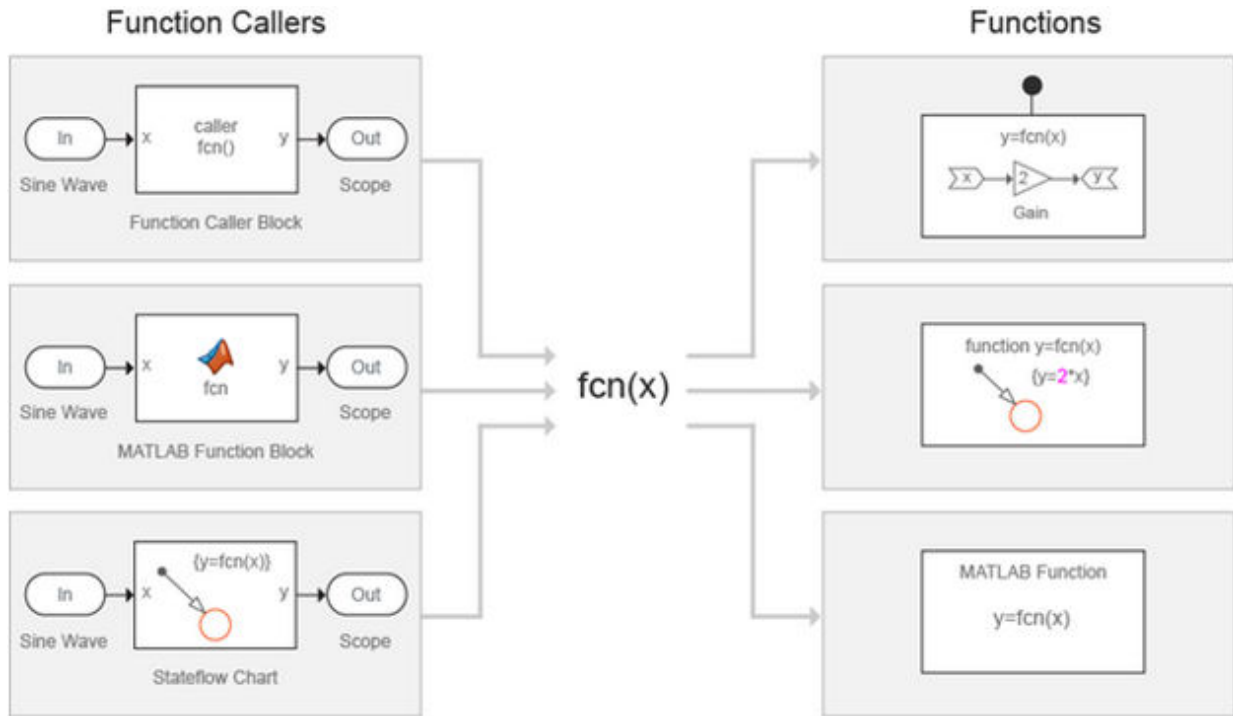 Function Callers
In
x
caller
fcn()
y
Out
Sine Wave
Scope
Function Caller Block
In
x
fcn
y
Out
Sine Wave
Scope
MATLAB Function Block
In
x
{y=fcn(x)}
y
Out
Sine Wave
Scope
Stateflow Chart
fcn(x)
Functions
y=fcn(x)
x
2
y
Gain
function y=fcn(x)
{y=2*x}
MATLAB Function
y=fcn(x)